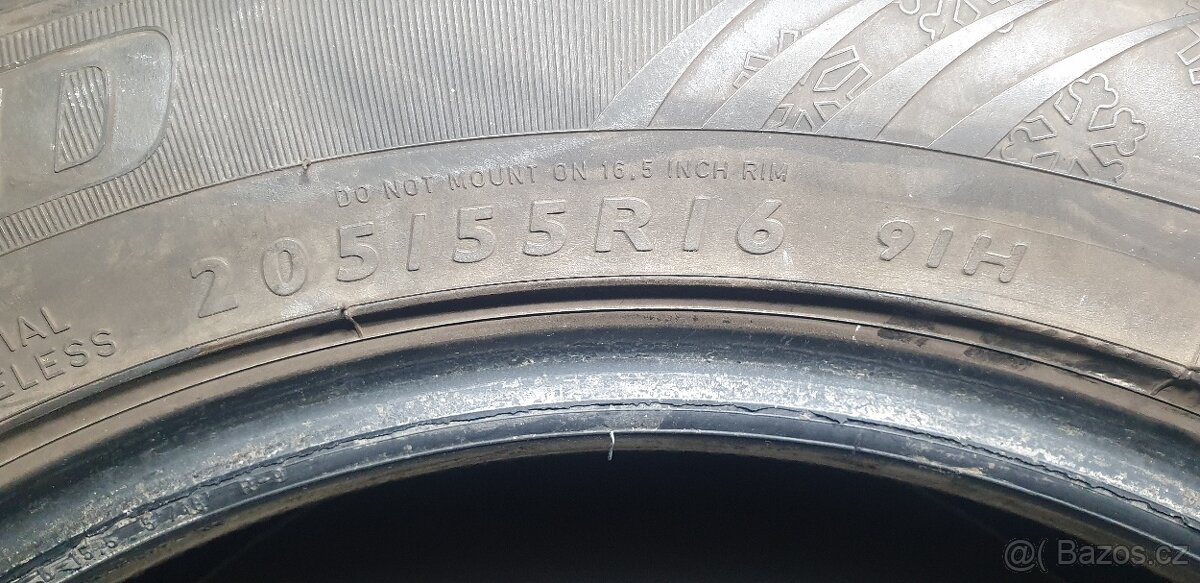 D
DO NOT MOUNT ON 16.5 INCH RIM
205/55R16 91H
IAL
ELESS
@( Bazos.cz